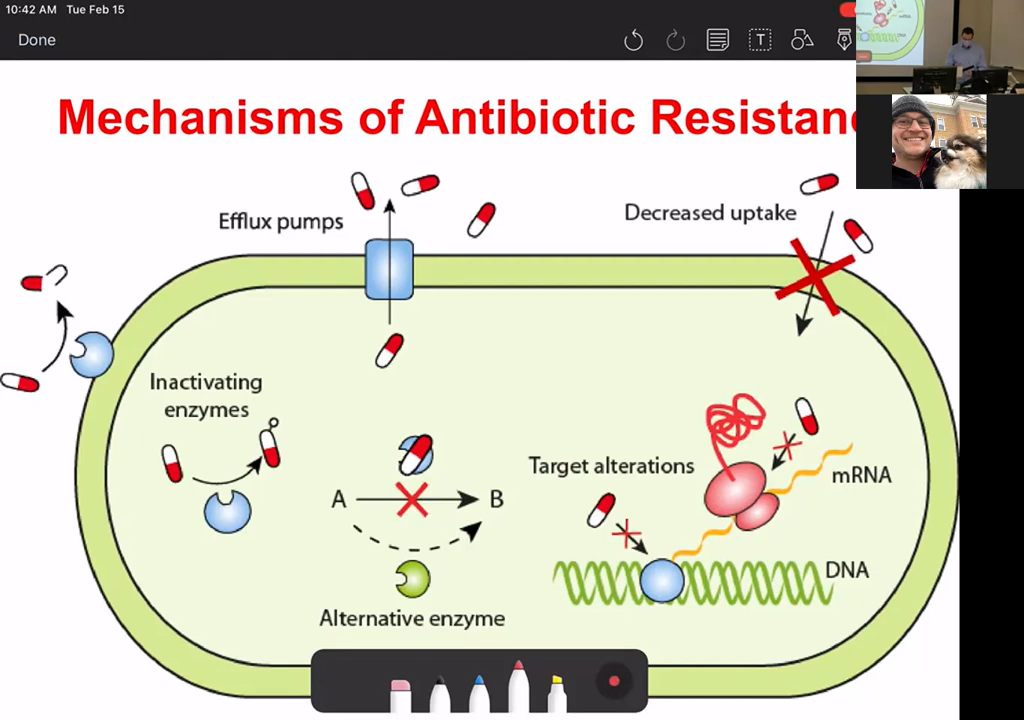 10:42 AM Tue Feb 15
Done
T
Mechanisms of Antibiotic Resistan
Efflux pumps
Decreased uptake
Inactivating
enzymes
Target alterations
mRNA
A
B
DNA
Alternative enzyme